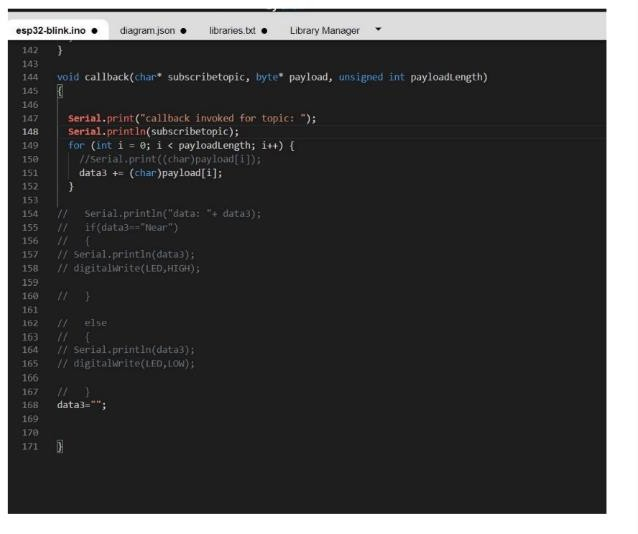 esp32-blink.ino ● diagram.json ● libraries.txt ● Library Manager ▼
142 }
143
144 void callback(char* subscribetopic, byte* payload, unsigned int payloadLength)
145 {
146
147 Serial.print("callback invoked for topic: ");
148 Serial.println(subscribetopic);
149 for (int i = 0; i < payloadLength; i++) {
150 //Serial.print((char)payload[i]);
151 data3 += (char)payload[i];
152 }
153
154 // Serial.println("data: "+ data3);
155 // if(data3=="Near")
156 // {
157 // Serial.println(data3);
158 // digitalWrite(LED,HIGH);
159
160 // }
161
162 // else
163 // {
164 // Serial.println(data3);
165 // digitalWrite(LED,LOW);
166
167 // }
168 data3="";
169
170
171 }